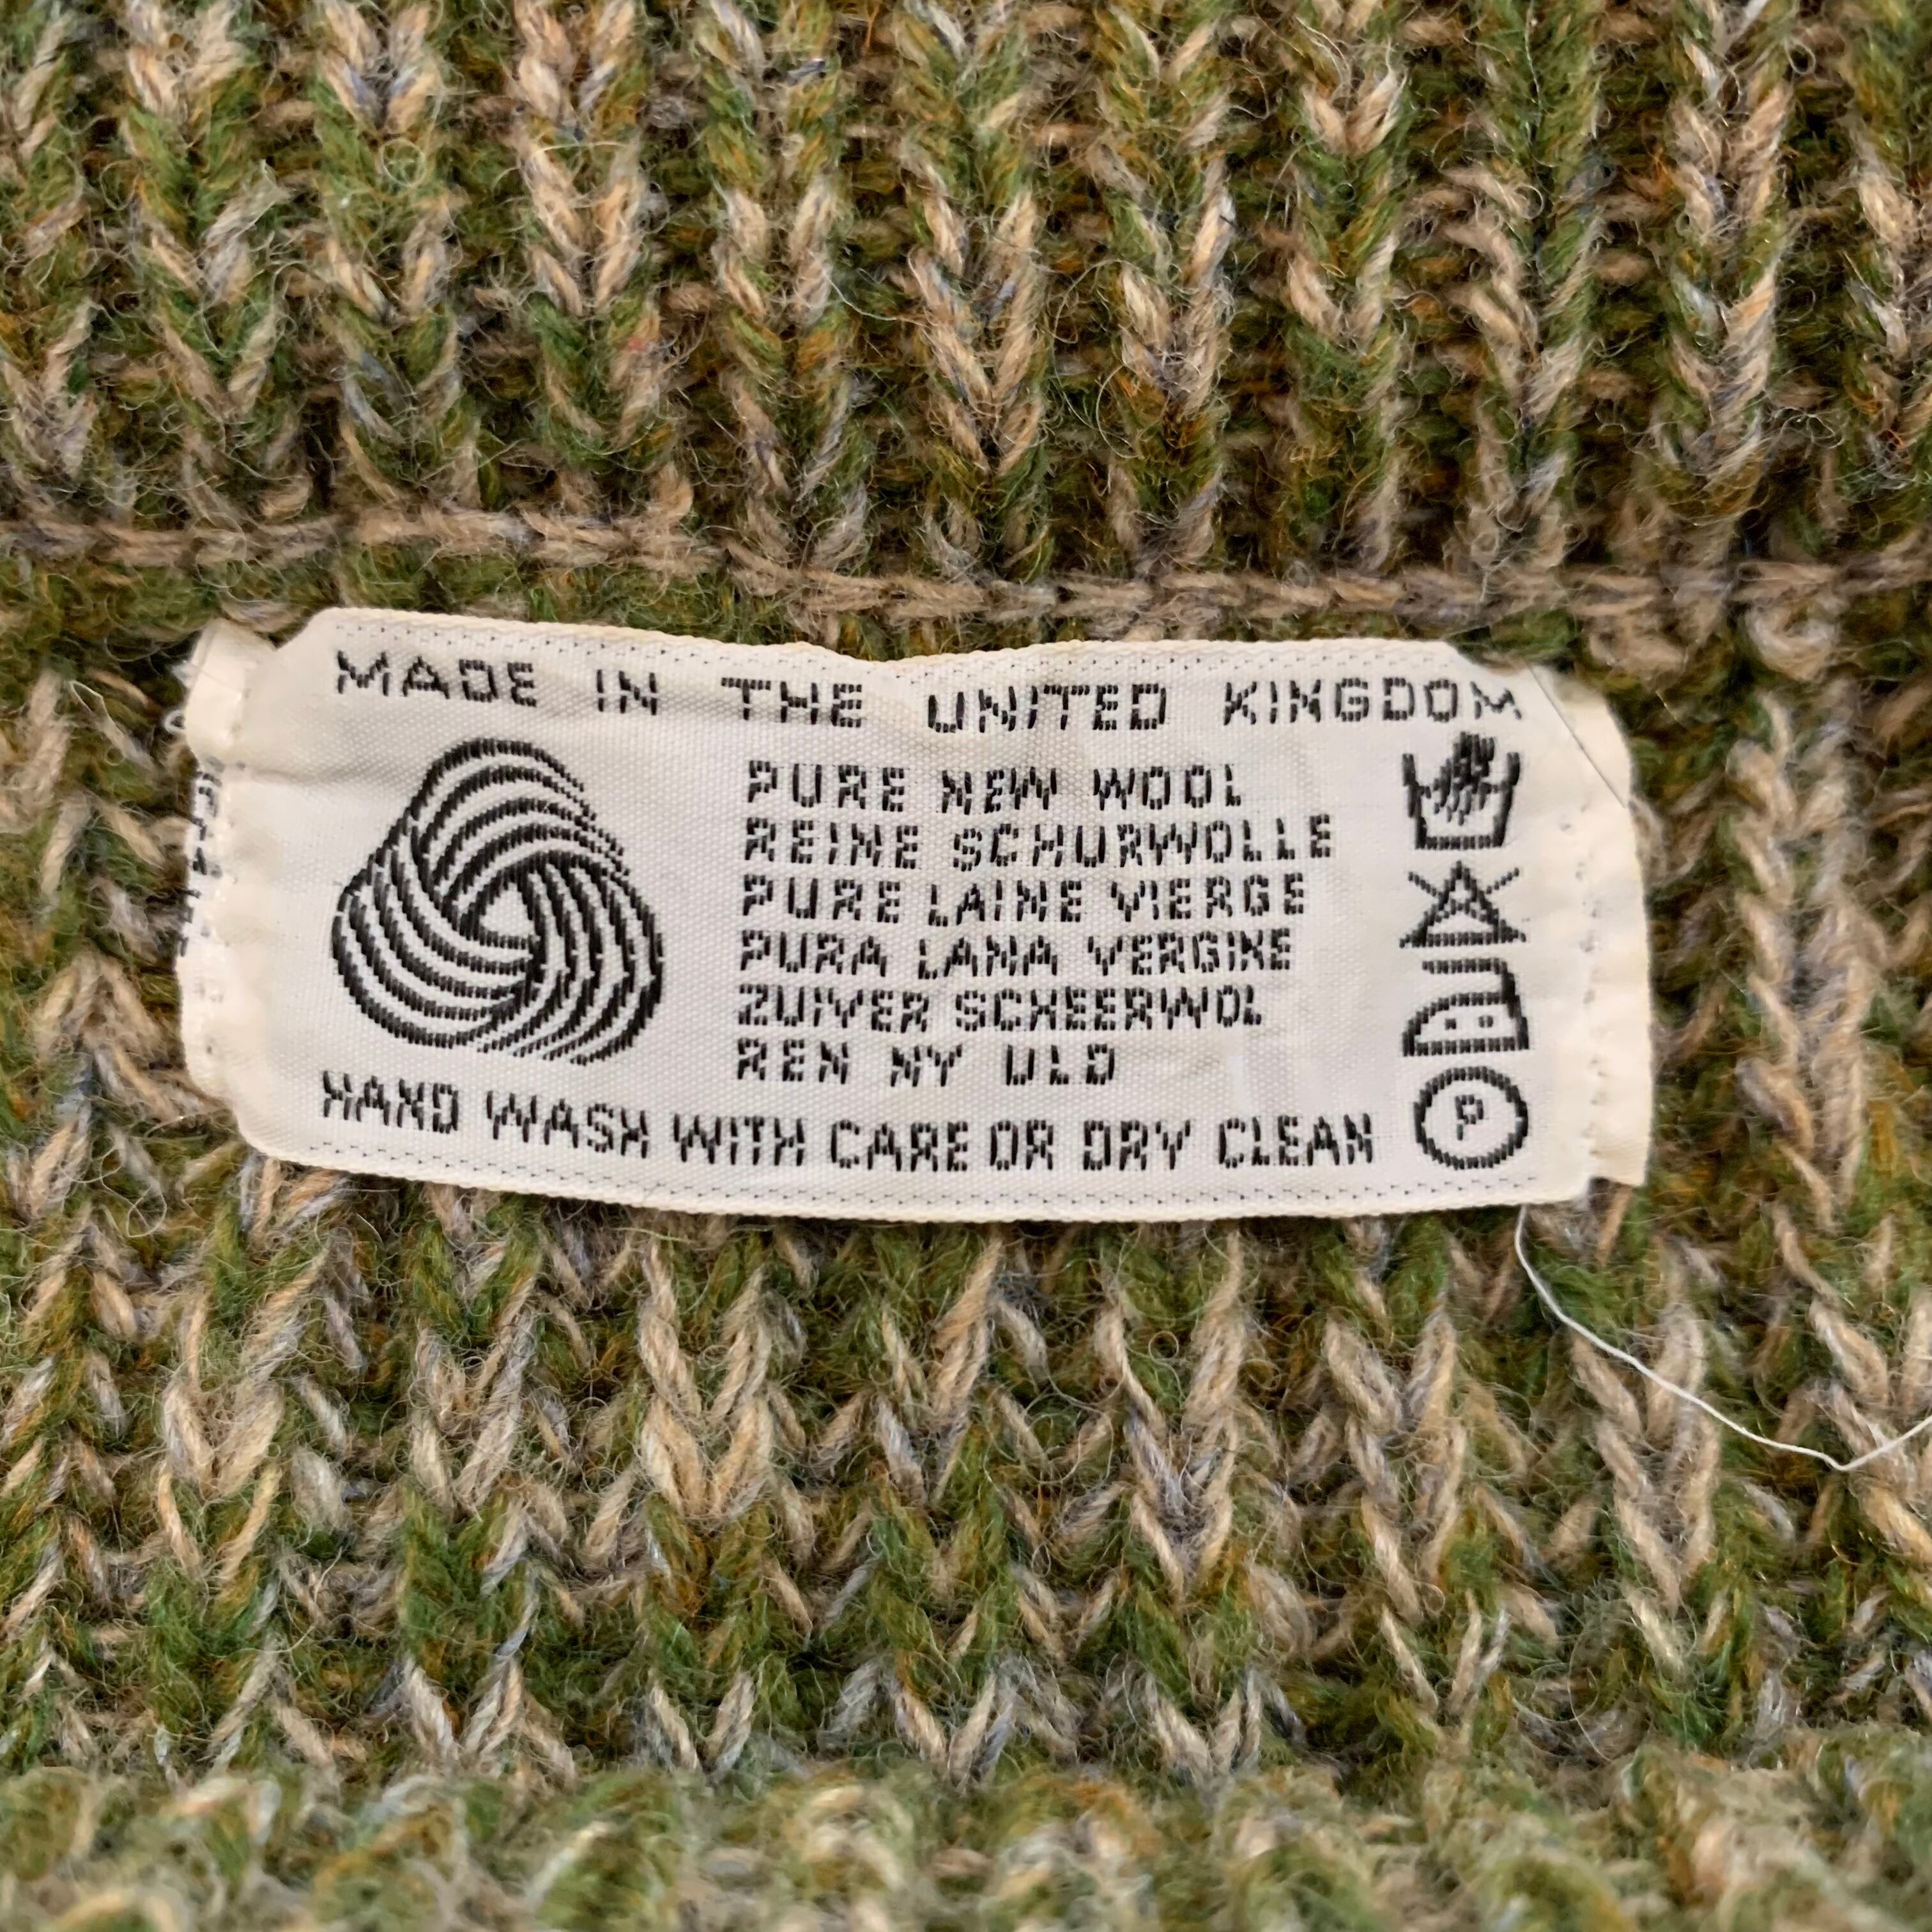 MADE IN THE UNITED KINGDOM
PURE NEW WOOL
REINE SCHURWOLLE
PURE LAINE VIERGE
PURA LANA VERGINE
ZUIVER SCHEERWOL
REN NY ULD
HAND WASH WITH CARE OR DRY CLEAN
P